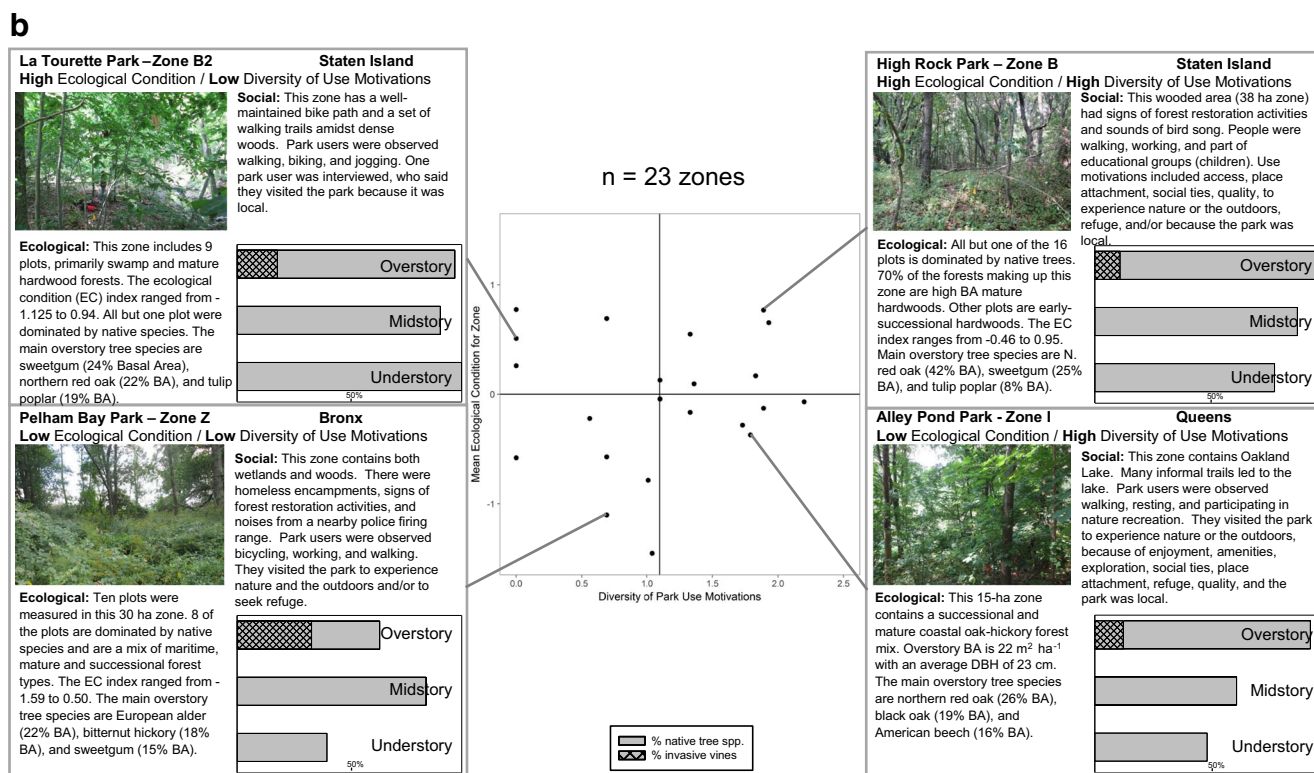 b
La Tourette Park – Zone B2 Staten Island
High Ecological Condition / Low Diversity of Use Motivations
Social: This zone has a well-
maintained bike path and a set of
walking trails amidst dense
woods. Park users were observed
walking, biking, and jogging. One
park user was interviewed, who said
they visited the park because it was
local.
Ecological: This zone includes 9
plots, primarily swamp and mature
hardwood forests. The ecological
condition (EC) index ranged from -
1.125 to 0.94. All but one plot were
dominated by native species. The
main overstory tree species are
sweetgum (24% Basal Area),
northern red oak (22% BA), and tulip
poplar (19% BA).
Overstory
Midstory
Understory
50%
Pelham Bay Park – Zone Z Bronx
Low Ecological Condition / Low Diversity of Use Motivations
Social: This zone contains both
wetlands and woods. There were
homeless encampments, signs of
forest restoration activities, and
noises from a nearby police firing
range. Park users were observed
bicycling, working, and walking.
They visited the park to experience
nature and the outdoors and/or to
seek refuge.
Ecological: Ten plots were
measured in this 30 ha zone. 8 of
the plots are dominated by native
species and are a mix of maritime,
mature and successional forest
types. The EC index ranged from -
1.59 to 0.50. The main overstory
tree species are European alder
(22% BA), bitternut hickory (18%
BA), and sweetgum (15% BA).
Overstory
Midstory
Understory
50%
n = 23 zones
Mean Ecological Condition for Zone
1
0
-1
0.0 0.5 1.0 1.5 2.0 2.5
Diversity of Park Use Motivations
% native tree spp.
% invasive vines
High Rock Park – Zone B Staten Island
High Ecological Condition / High Diversity of Use Motivations
Social: This wooded area (38 ha zone)
had signs of forest restoration activities
and sounds of bird song. People were
walking, working, and part of
educational groups (children). Use
motivations included access, place
attachment, social ties, quality, to
experience nature or the outdoors,
refuge, and/or because the park was
local.
Ecological: All but one of the 16
plots is dominated by native trees.
70% of the forests making up this
zone are high BA mature
hardwoods. Other plots are early-
successional hardwoods. The EC
index ranges from -0.46 to 0.95.
Main overstory tree species are N.
red oak (42% BA), sweetgum (25%
BA), and tulip poplar (8% BA).
Overstory
Midstory
Understory
50%
Alley Pond Park - Zone I Queens
Low Ecological Condition / High Diversity of Use Motivations
Social: This zone contains Oakland
Lake. Many informal trails led to the
lake. Park users were observed
walking, resting, and participating in
nature recreation. They visited the park
to experience nature or the outdoors,
because of enjoyment, amenities,
exploration, social ties, place
attachment, refuge, quality, and the
park was local.
Ecological: This 15-ha zone
contains a successional and
mature coastal oak-hickory forest
mix. Overstory BA is 22 m² ha⁻¹
with an average DBH of 23 cm.
The main overstory tree species
are northern red oak (26% BA),
black oak (19% BA), and
American beech (16% BA).
Overstory
Midstory
Understory
50%